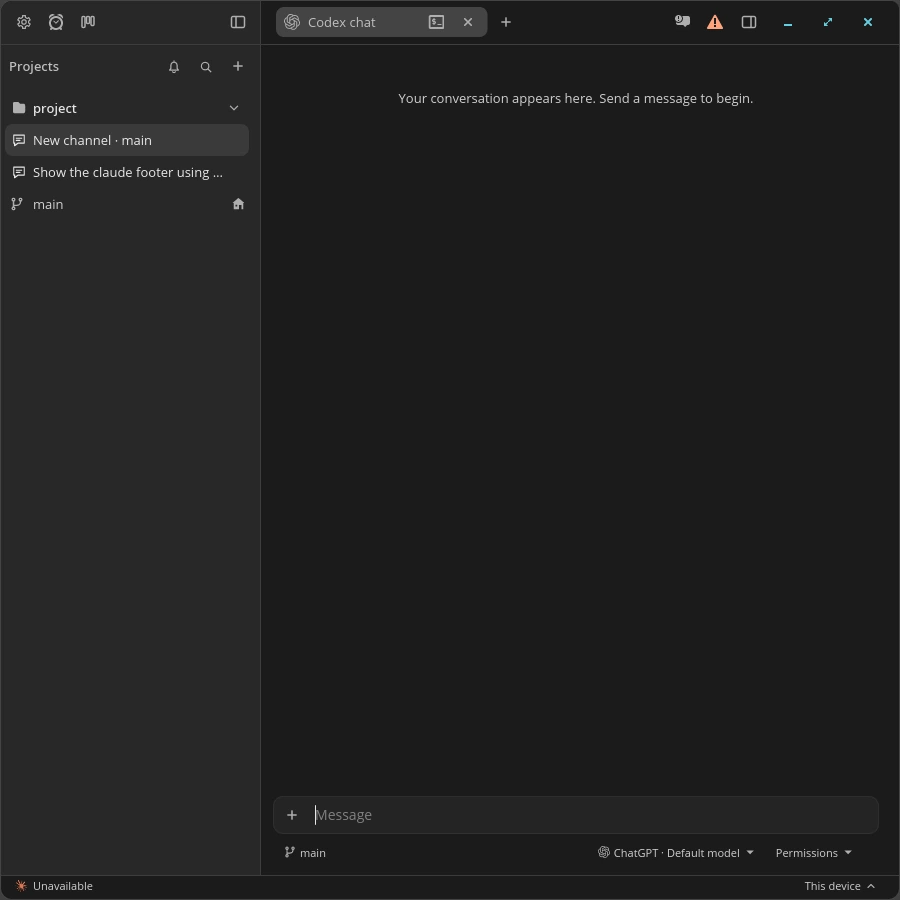 Codex chat
Projects
project
New channel · main
Show the claude footer using ...
main
Your conversation appears here. Send a message to begin.
Message
main
ChatGPT · Default model
Permissions
Unavailable
This device